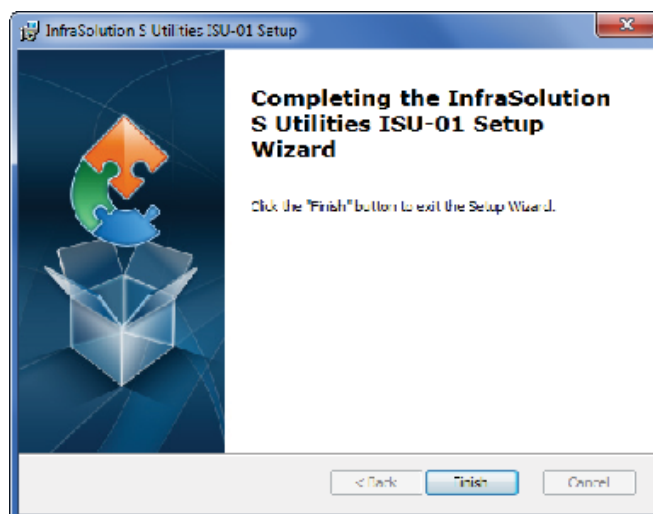 InfraSolution S Utilities ISU-01 Setup
Completing the InfraSolution
S Utilities ISU-01 Setup
Wizard
Click the "Finish" button to exit the Setup Wizard.
< Back Finish Cancel